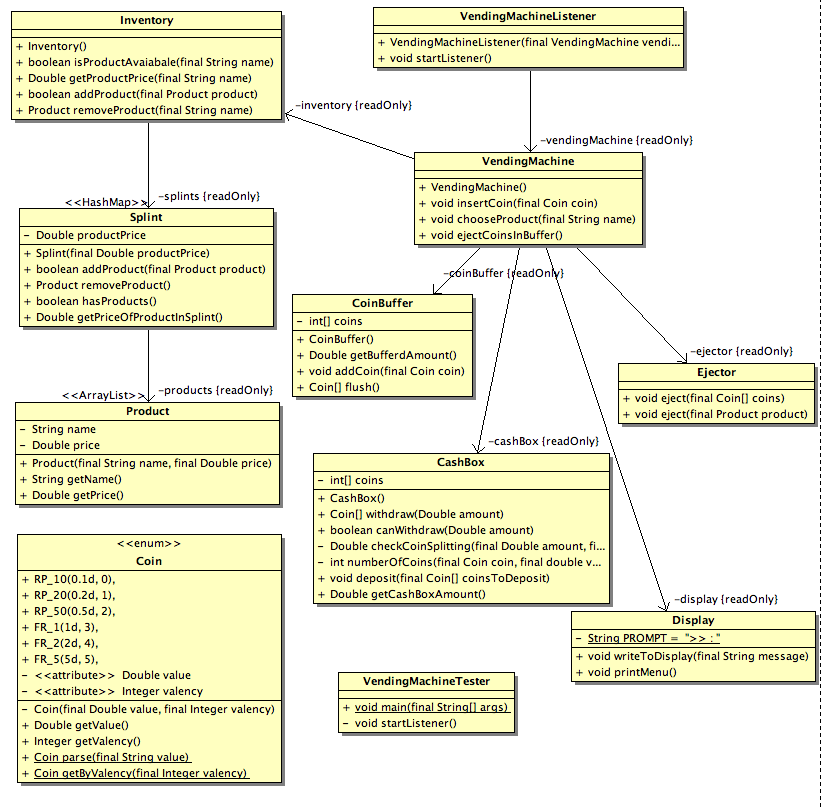 Inventory
+ Inventory()
+ boolean isProductAvaiabale(final String name)
+ Double getProductPrice(final String name)
+ boolean addProduct(final Product product)
+ Product removeProduct(final String name)
VendingMachineListener
+ VendingMachineListener(final VendingMachine vendi...
+ void startListener()
-inventory {readOnly}
-vendingMachine {readOnly}
VendingMachine
+ VendingMachine()
+ void insertCoin(final Coin coin)
+ void chooseProduct(final String name)
+ void ejectCoinsInBuffer()
<<HashMap>>
-splints {readOnly}
Splint
- Double productPrice
+ Splint(final Double productPrice)
+ boolean addProduct(final Product product)
+ Product removeProduct()
+ boolean hasProducts()
+ Double getPriceOfProductInSplint()
-coinBuffer {readOnly}
CoinBuffer
- int[] coins
+ CoinBuffer()
+ Double getBufferdAmount()
+ void addCoin(final Coin coin)
+ Coin[] flush()
-ejector {readOnly}
Ejector
+ void eject(final Coin[] coins)
+ void eject(final Product product)
<<ArrayList>>
-products {readOnly}
Product
- String name
- Double price
+ Product(final String name, final Double price)
+ String getName()
+ Double getPrice()
-cashBox {readOnly}
CashBox
- int[] coins
+ CashBox()
+ Coin[] withdraw(Double amount)
+ boolean canWithdraw(Double amount)
- Double checkCoinSplitting(final Double amount, fi...
- int numberOfCoins(final Coin coin, final double v...
+ void deposit(final Coin[] coinsToDeposit)
+ Double getCashBoxAmount()
<<enum>>
Coin
+ RP_10(0.1d, 0),
+ RP_20(0.2d, 1),
+ RP_50(0.5d, 2),
+ FR_1(1d, 3),
+ FR_2(2d, 4),
+ FR_5(5d, 5),
- <<attribute>> Double value
- <<attribute>> Integer valency
- Coin(final Double value, final Integer valency)
+ Double getValue()
+ Integer getValency()
+ Coin parse(final String value)
+ Coin getByValency(final Integer valency)
-display {readOnly}
Display
- String PROMPT = ">> : "
+ void writeToDisplay(final String message)
+ void printMenu()
VendingMachineTester
+ void main(final String[] args)
- void startListener()